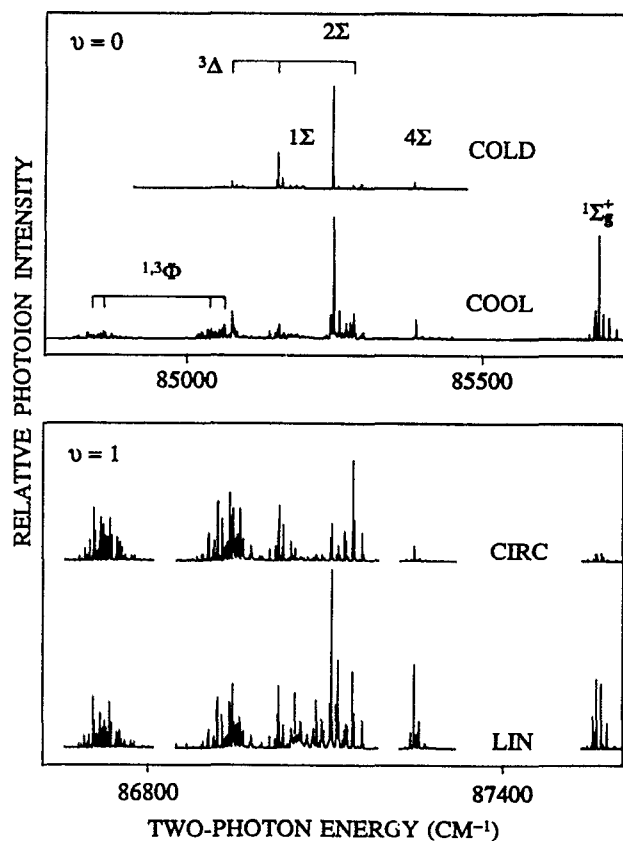 υ = 0
2Σ
³Δ
1Σ
4Σ
COLD
¹Σg⁺
¹,³Φ
COOL
85000
85500
RELATIVE PHOTOION INTENSITY
υ = 1
CIRC
LIN
86800
87400
TWO-PHOTON ENERGY (CM⁻¹)